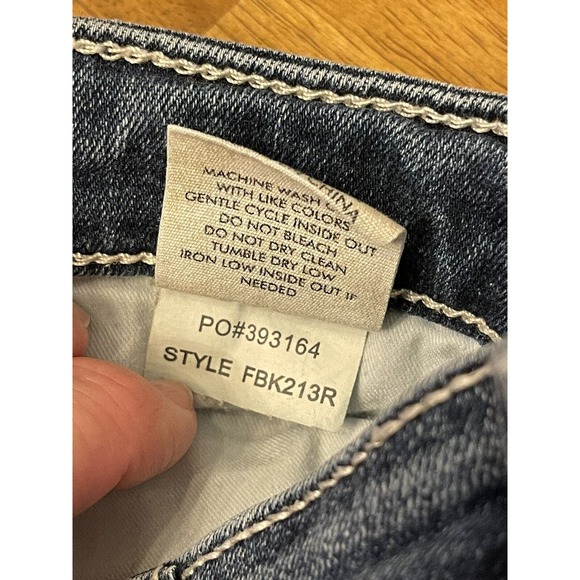 CHINA
MACHINE WASH
WITH LIKE COLORS
GENTLE CYCLE INSIDE OUT
DO NOT BLEACH
DO NOT DRY CLEAN
TUMBLE DRY LOW
IRON LOW INSIDE OUT IF
NEEDED
PO#393164
STYLE FBK213R